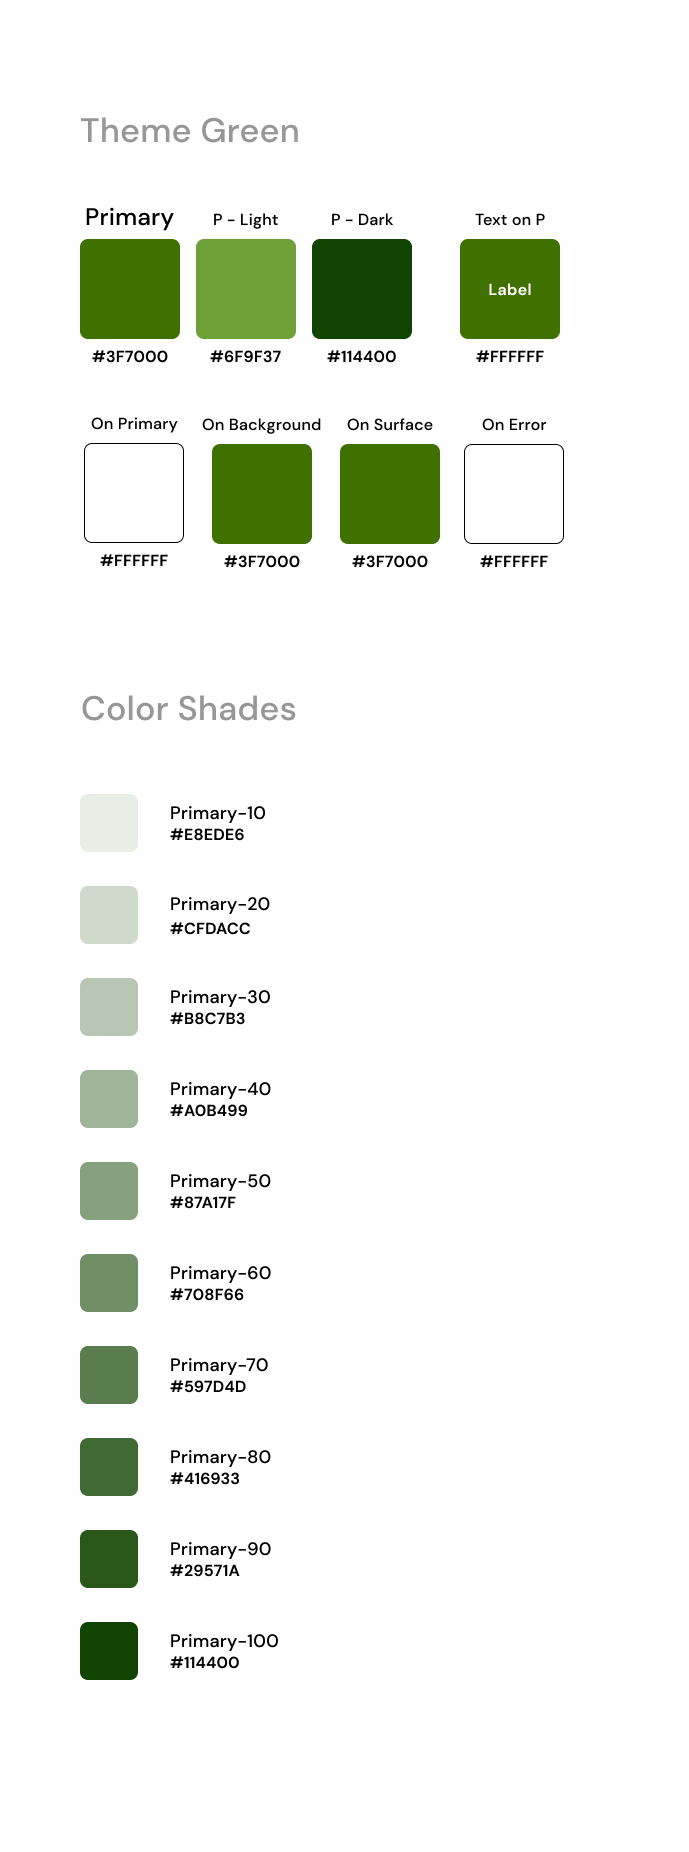 Theme Green
Primary
P - Light
P - Dark
Text on P
Label
#3F7000
#6F9F37
#114400
#FFFFFF
On Primary
On Background
On Surface
On Error
#FFFFFF
#3F7000
#3F7000
#FFFFFF
Color Shades
Primary-10
#E8EDE6
Primary-20
#CFDACC
Primary-30
#B8C7B3
Primary-40
#A0B499
Primary-50
#87A17F
Primary-60
#708F66
Primary-70
#597D4D
Primary-80
#416933
Primary-90
#29571A
Primary-100
#114400